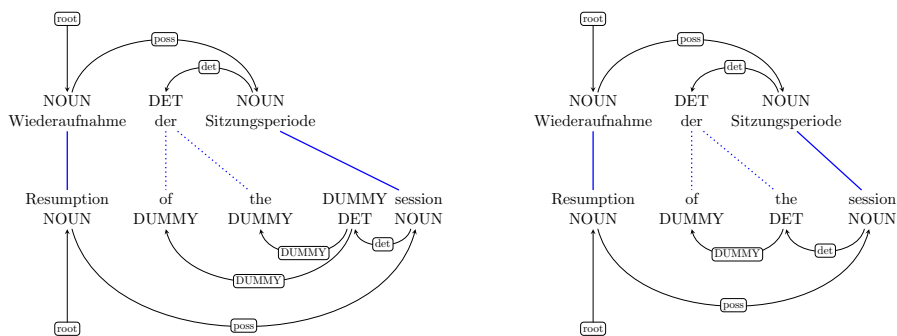 root root
poss poss
det det
NOUN DET NOUN NOUN DET NOUN
Wiederaufnahme der Sitzungsperiode Wiederaufnahme der Sitzungsperiode
Resumption of the DUMMY session Resumption of the session
NOUN DUMMY DUMMY DET NOUN NOUN DUMMY DET NOUN
det det
DUMMY DUMMY
DUMMY
poss poss
root root